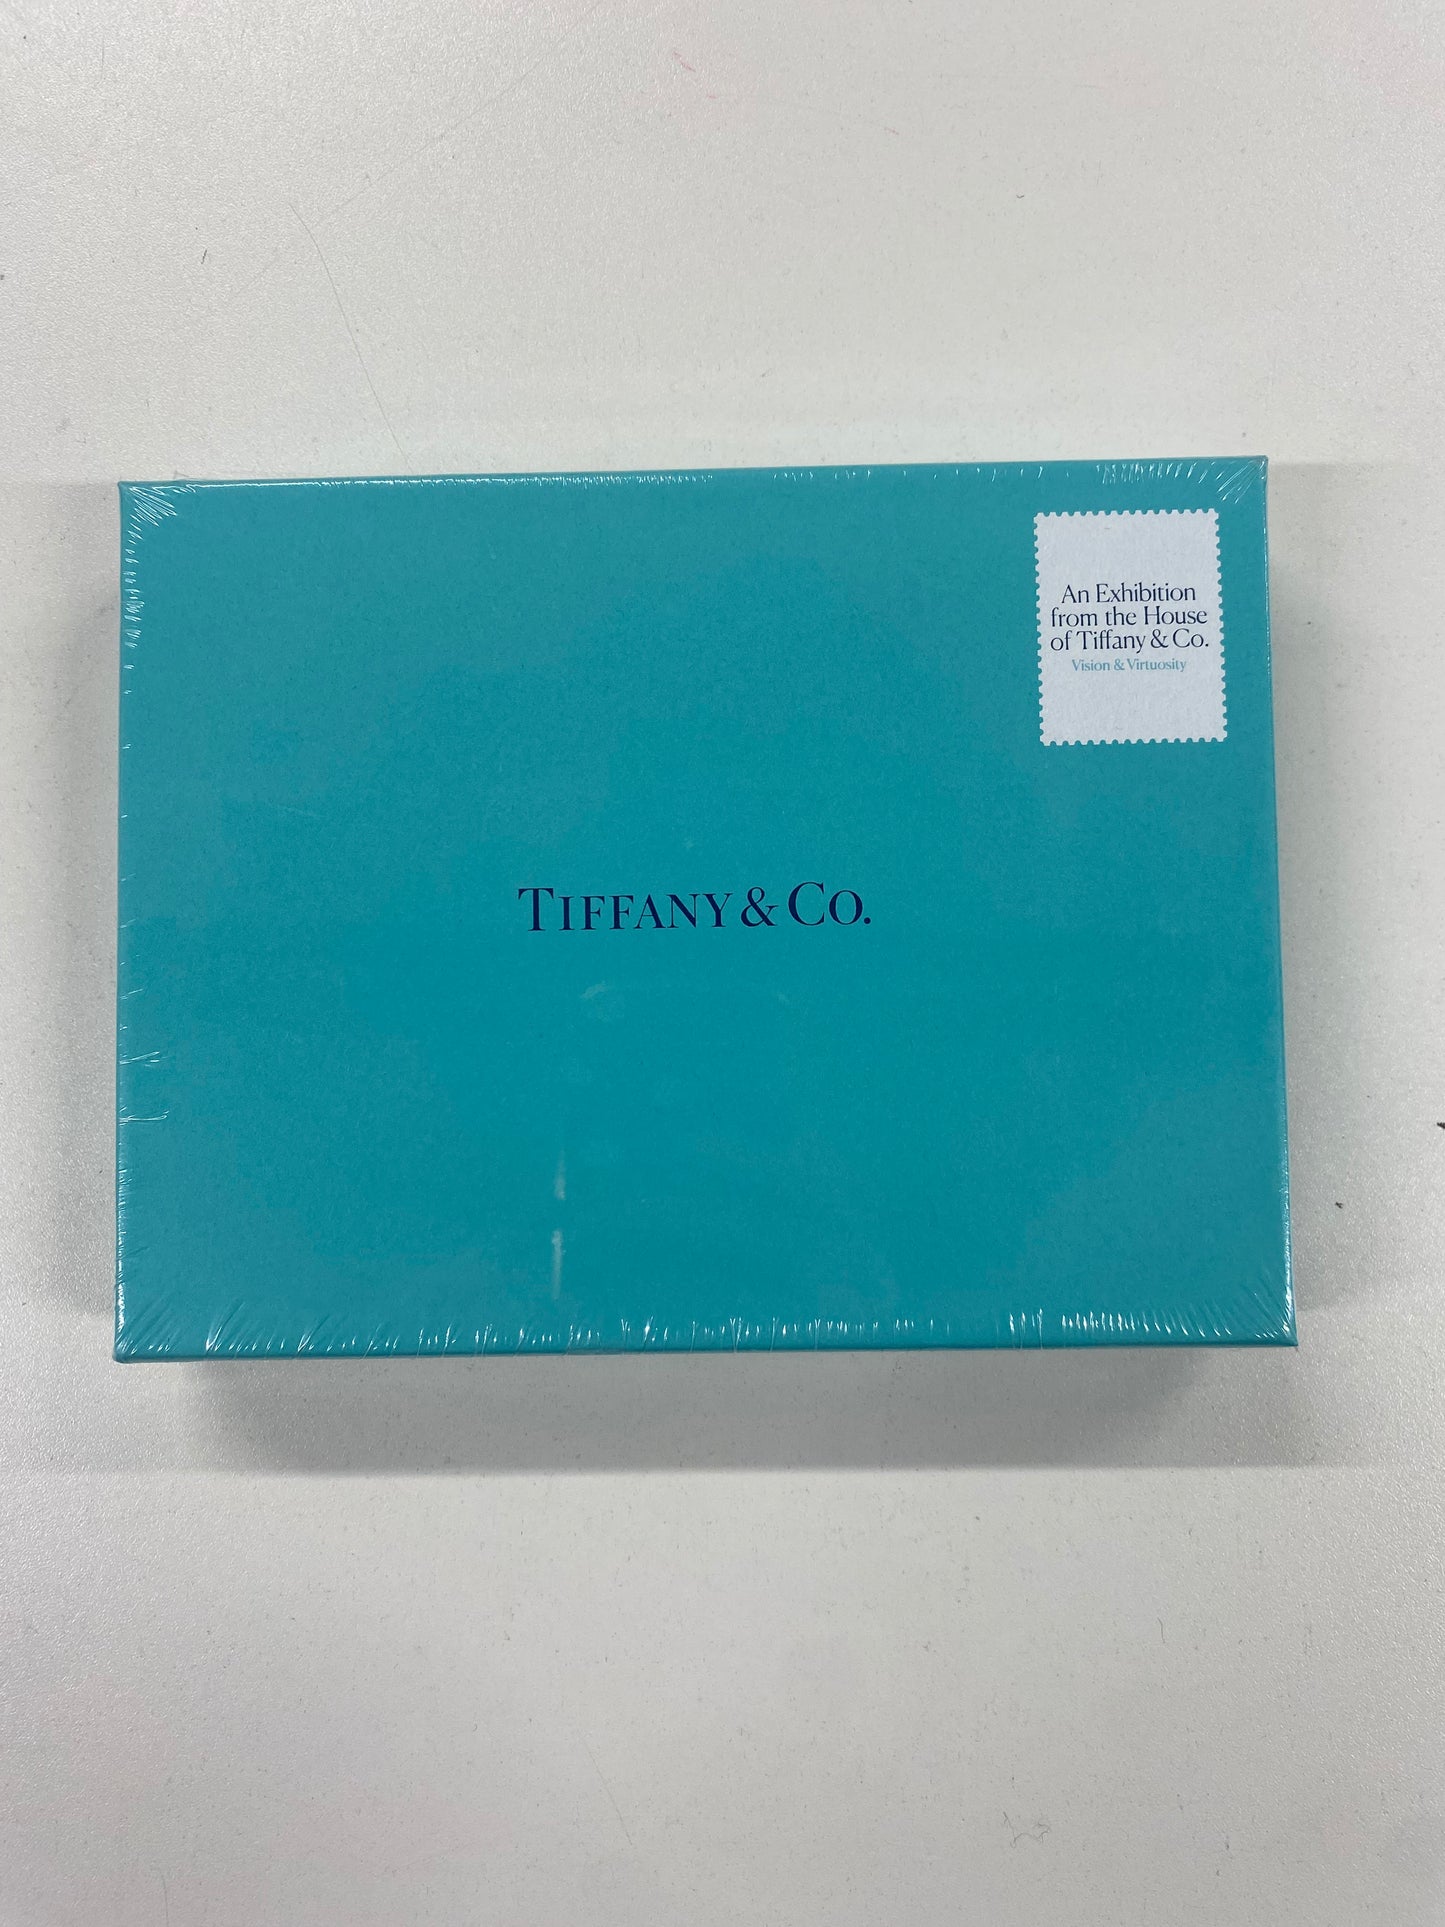 An Exhibition
from the House
of Tiffany & Co.
Vision & Virtuosity
TIFFANY & CO.